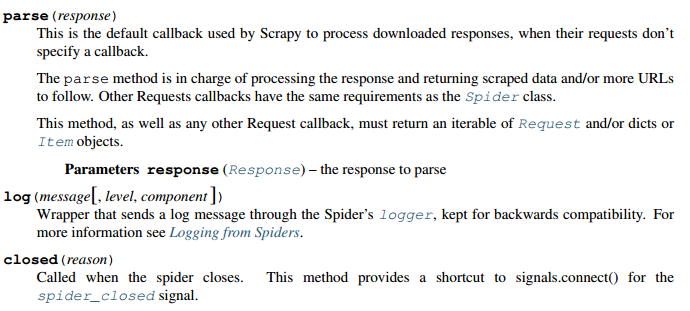 parse(response)
This is the default callback used by Scrapy to process downloaded responses, when their requests don't
specify a callback.
The parse method is in charge of processing the response and returning scraped data and/or more URLs
to follow. Other Requests callbacks have the same requirements as the Spider class.
This method, as well as any other Request callback, must return an iterable of Request and/or dicts or
Item objects.
Parameters response (Response) – the response to parse
log(message[, level, component])
Wrapper that sends a log message through the Spider's logger, kept for backwards compatibility. For
more information see Logging from Spiders.
closed(reason)
Called when the spider closes. This method provides a shortcut to signals.connect() for the
spider_closed signal.